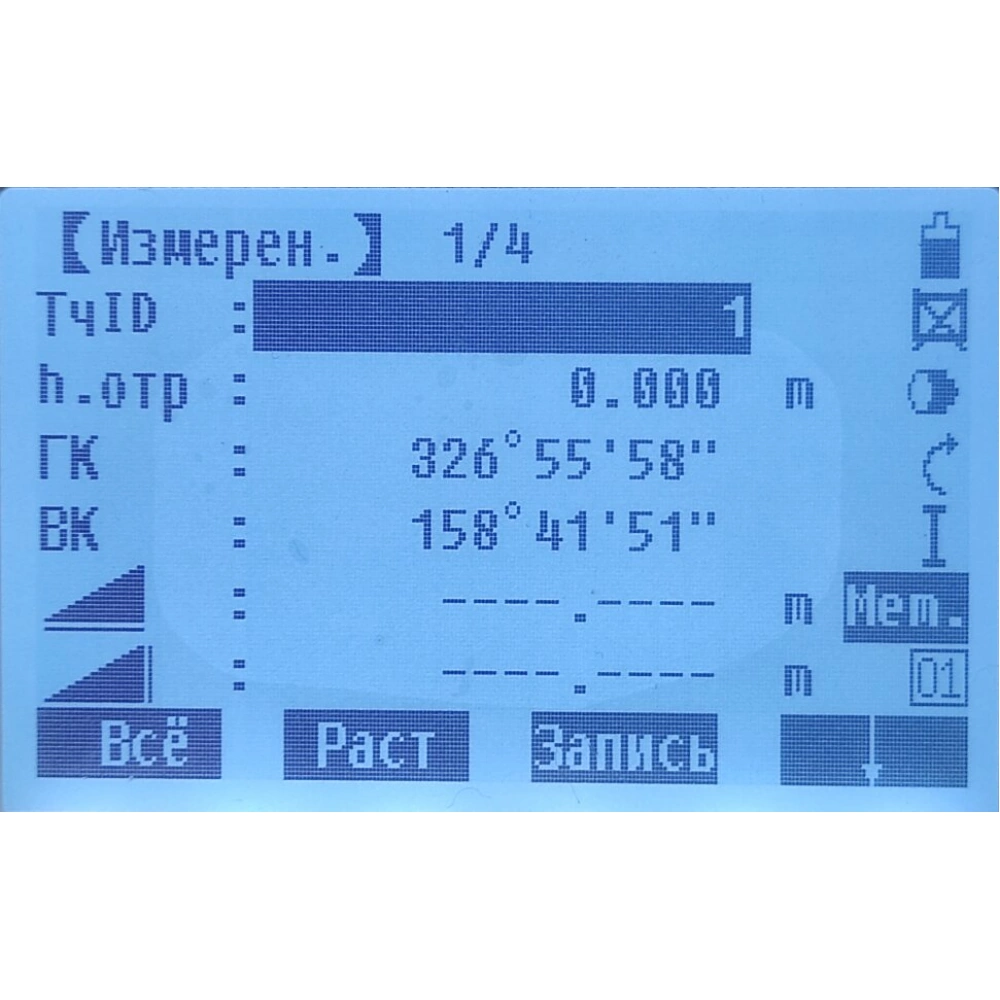 【Измерен.】 1/4
ТчID : 1
h.отр : 0.000 m
ГК : 326°55'58"
ВК : 158°41'51"
: ----.---- m Mem.
: ----.---- m 01
Всё Раст Запись